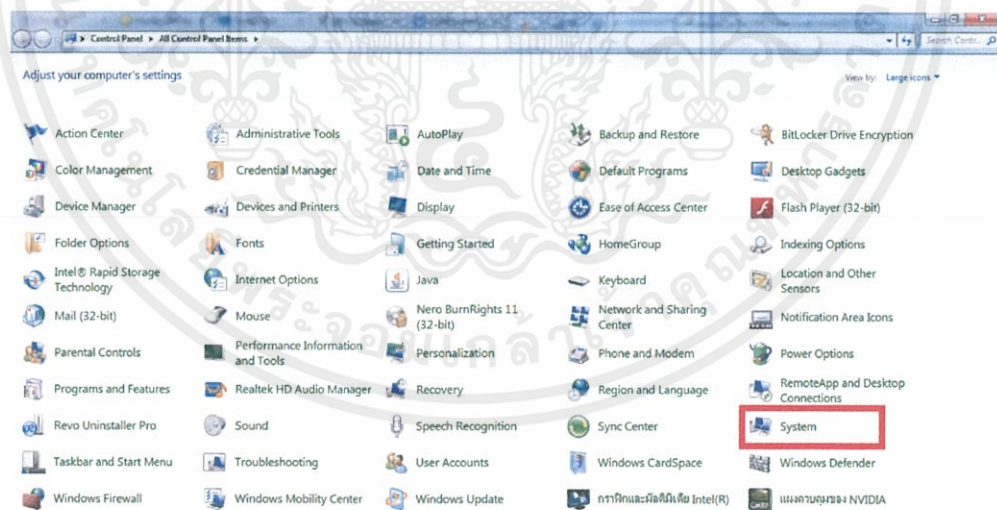 Control Panel ▸ All Control Panel Items ▸
Search Contr...
Adjust your computer's settings
View by: Large icons
Action Center
Administrative Tools
AutoPlay
Backup and Restore
BitLocker Drive Encryption
Color Management
Credential Manager
Date and Time
Default Programs
Desktop Gadgets
Device Manager
Devices and Printers
Display
Ease of Access Center
Flash Player (32-bit)
Folder Options
Fonts
Getting Started
HomeGroup
Indexing Options
Intel® Rapid Storage
Technology
Internet Options
Java
Keyboard
Location and Other
Sensors
Mail (32-bit)
Mouse
Nero BurnRights 11
(32-bit)
Network and Sharing
Center
Notification Area Icons
Parental Controls
Performance Information
and Tools
Personalization
Phone and Modem
Power Options
Programs and Features
Realtek HD Audio Manager
Recovery
Region and Language
RemoteApp and Desktop
Connections
Revo Uninstaller Pro
Sound
Speech Recognition
Sync Center
System
Taskbar and Start Menu
Troubleshooting
User Accounts
Windows CardSpace
Windows Defender
Windows Firewall
Windows Mobility Center
Windows Update
กราฟิกและมัลติมีเดีย Intel(R)
แผงควบคุมของ NVIDIA